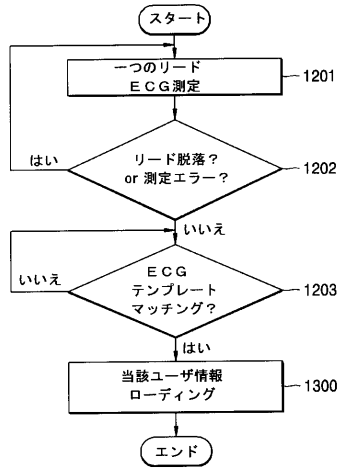 スタート
一つのリード
ECG測定
1201
リード脱落?
or 測定エラー?
1202
はい
いいえ
ECG
テンプレート
マッチング?
1203
いいえ
はい
当該ユーザ情報
ローディング
1300
エンド